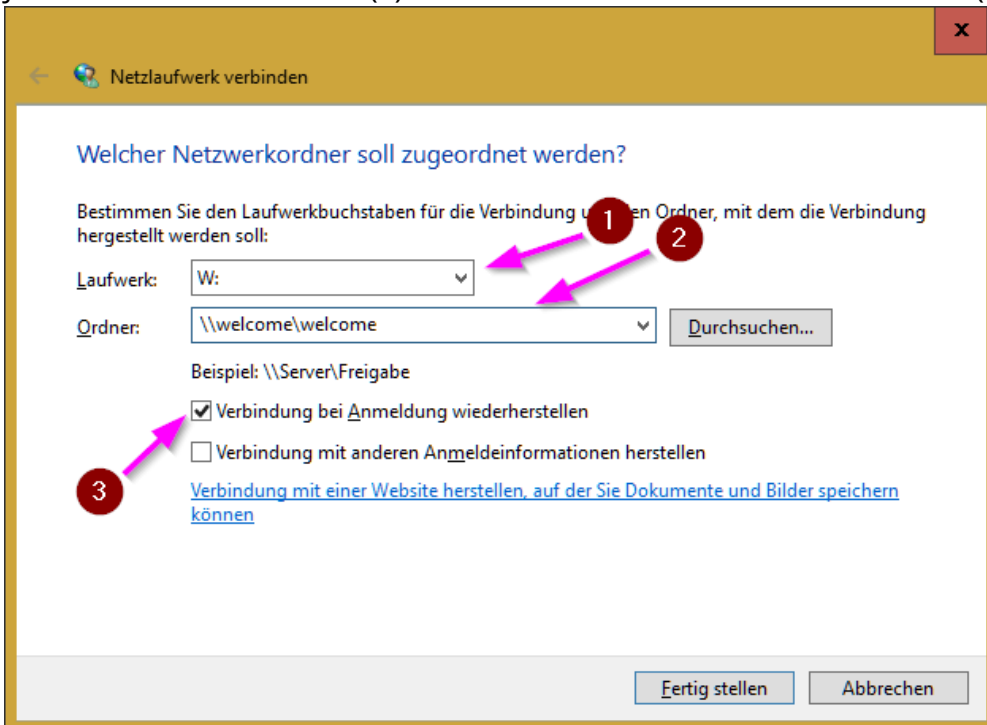 x
Netzlaufwerk verbinden
Welcher Netzwerkordner soll zugeordnet werden?
Bestimmen Sie den Laufwerkbuchstaben für die Verbindung u en Ordner, mit dem die Verbindung
hergestellt werden soll:
1
2
Laufwerk: W:
Ordner: \\welcome\welcome Durchsuchen...
Beispiel: \\Server\Freigabe
Verbindung bei Anmeldung wiederherstellen
Verbindung mit anderen Anmeldeinformationen herstellen
3
Verbindung mit einer Website herstellen, auf der Sie Dokumente und Bilder speichern
können
Fertig stellen Abbrechen